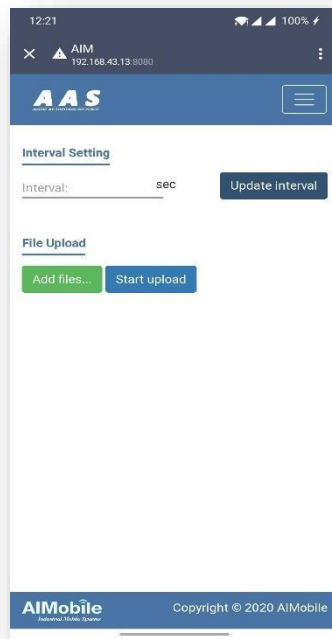 12:21 100%
AIM
192.168.43.13:8080
AAS
Interval Setting
Interval: sec Update interval
File Upload
Add files... Start upload
AIMobile Copyright © 2020 AIMobile
Industrial Mobile System